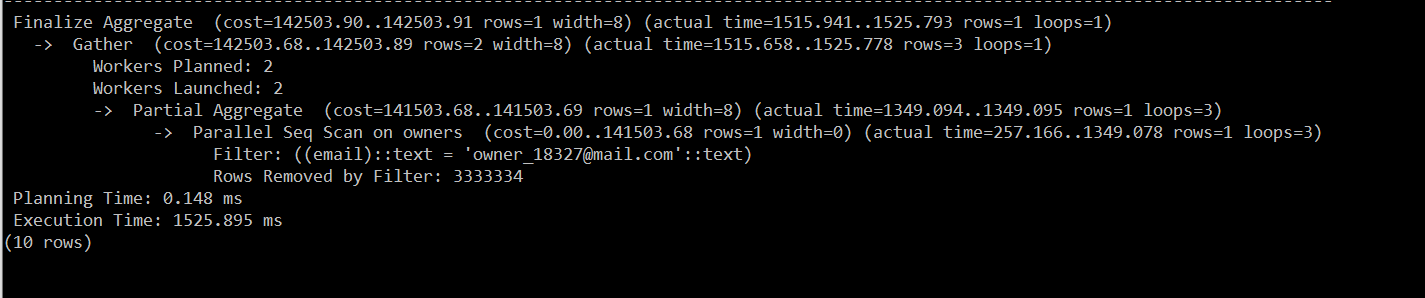 Finalize Aggregate  (cost=142503.90..142503.91 rows=1 width=8) (actual time=1515.941..1525.793 rows=1 loops=1)
  ->  Gather  (cost=142503.68..142503.89 rows=2 width=8) (actual time=1515.658..1525.778 rows=3 loops=1)
        Workers Planned: 2
        Workers Launched: 2
        ->  Partial Aggregate  (cost=141503.68..141503.69 rows=1 width=8) (actual time=1349.094..1349.095 rows=1 loops=3)
              ->  Parallel Seq Scan on owners  (cost=0.00..141503.68 rows=1 width=0) (actual time=257.166..1349.078 rows=1 loops=3)
                    Filter: ((email)::text = 'owner_18327@mail.com'::text)
                    Rows Removed by Filter: 3333334
Planning Time: 0.148 ms
Execution Time: 1525.895 ms
(10 rows)